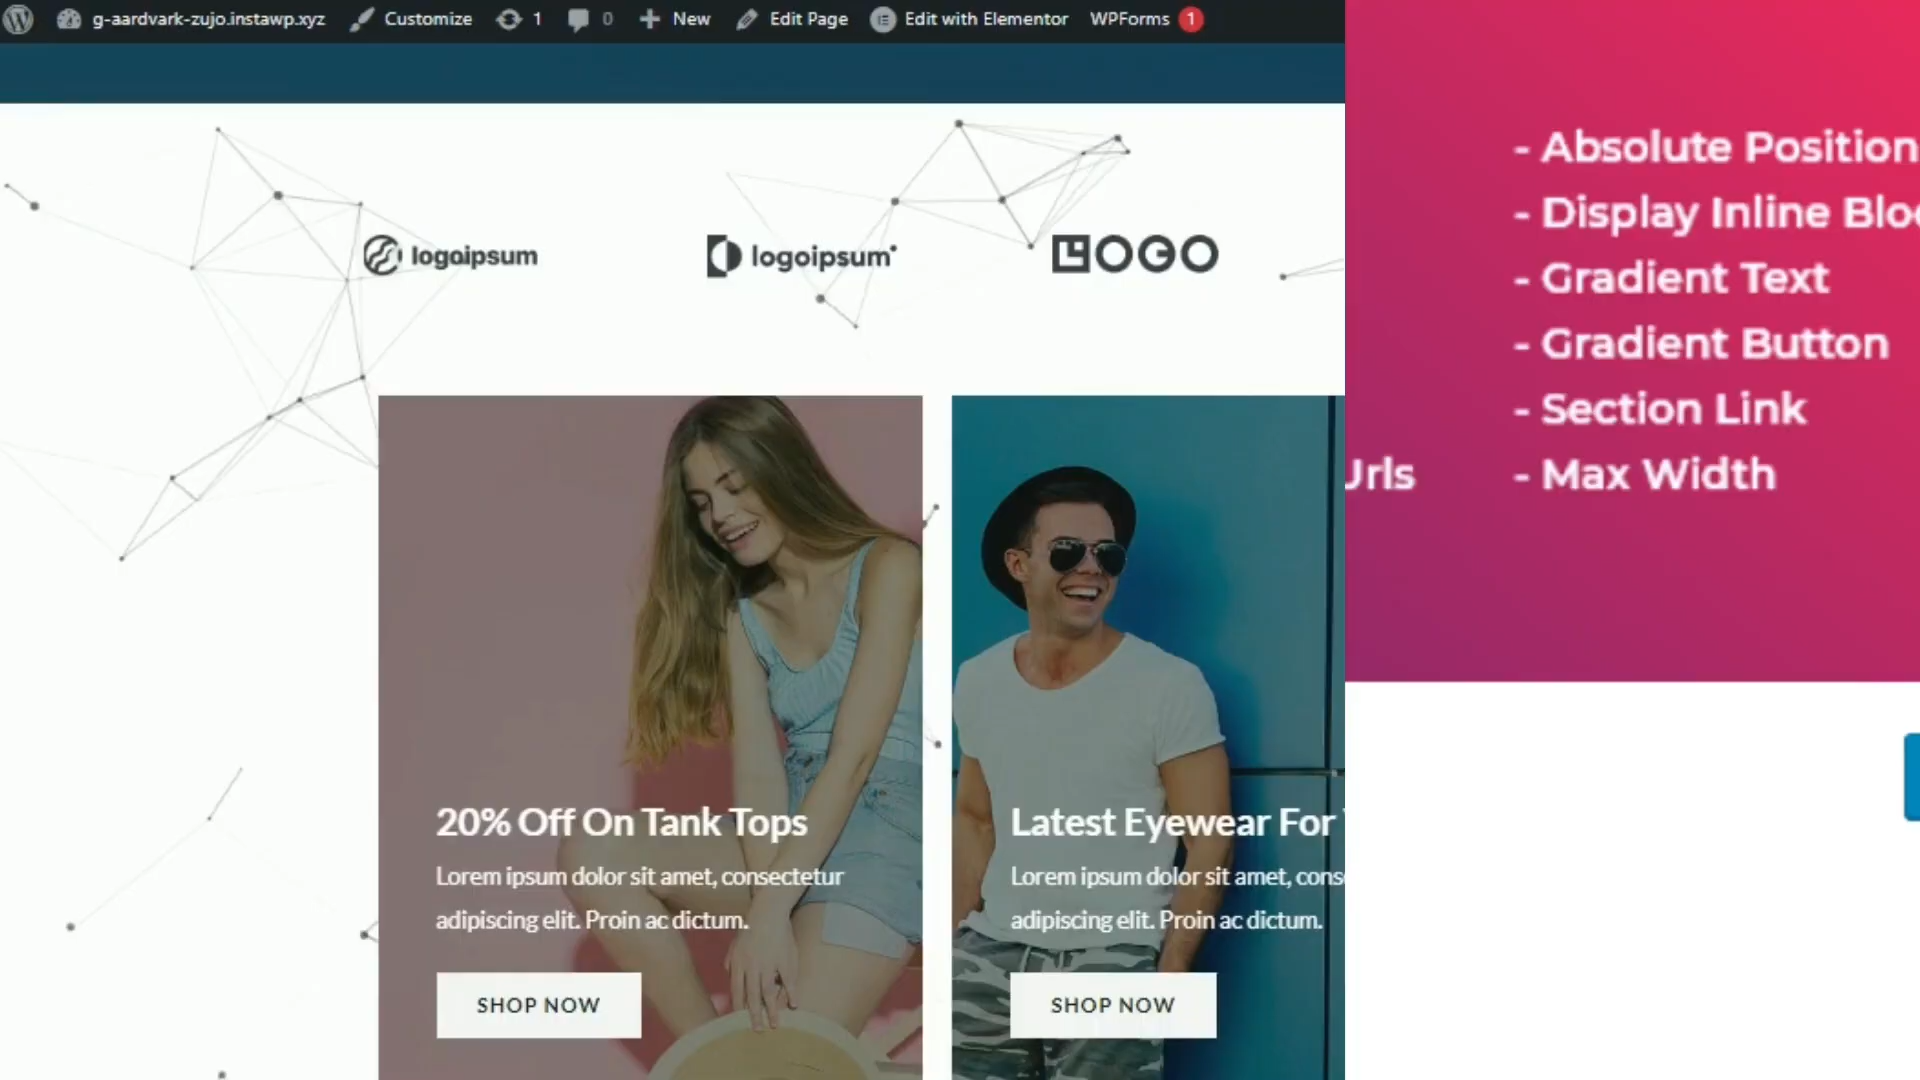 g-aardvark-zujo.instawp.xyz Customize 1 0 New Edit Page Edit with Elementor WPForms 1
logoipsum
logoipsum
LOGO
20% Off On Tank Tops
Lorem ipsum dolor sit amet, consectetur
adipiscing elit. Proin ac dictum.
SHOP NOW
Latest Eyewear For
Lorem ipsum dolor sit amet, cons
adipiscing elit. Proin ac dictum.
SHOP NOW
- Absolute Position
- Display Inline Bloc
- Gradient Text
- Gradient Button
- Section Link
Urls
- Max Width